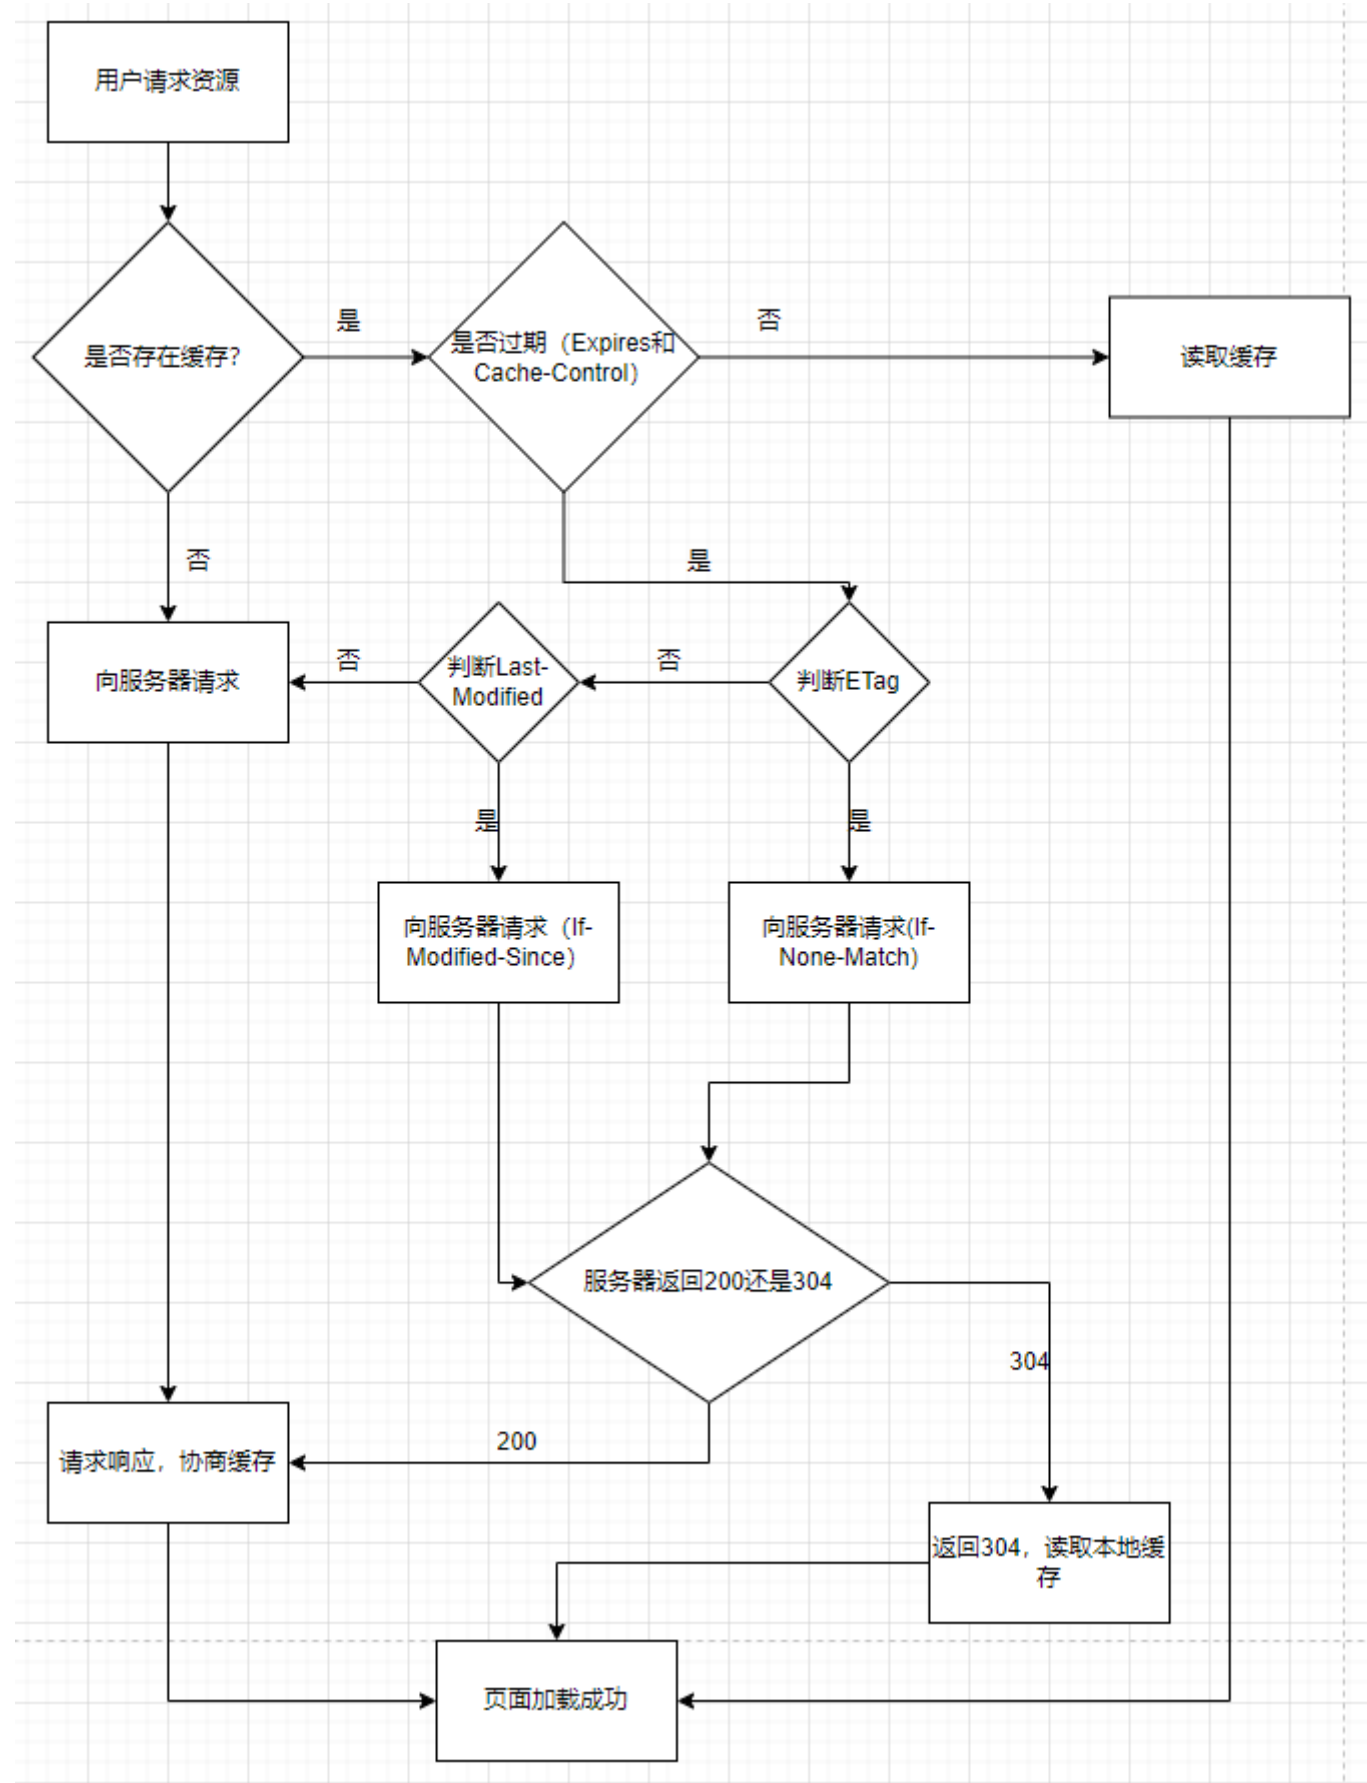 用户请求资源
是否存在缓存?
是
是否过期（Expires和
Cache-Control）
否
读取缓存
否
是
向服务器请求
否
判断Last-
Modified
否
判断ETag
是
是
向服务器请求（If-
Modified-Since）
向服务器请求(If-
None-Match）
服务器返回200还是304
304
200
请求响应，协商缓存
返回304，读取本地缓
存
页面加载成功